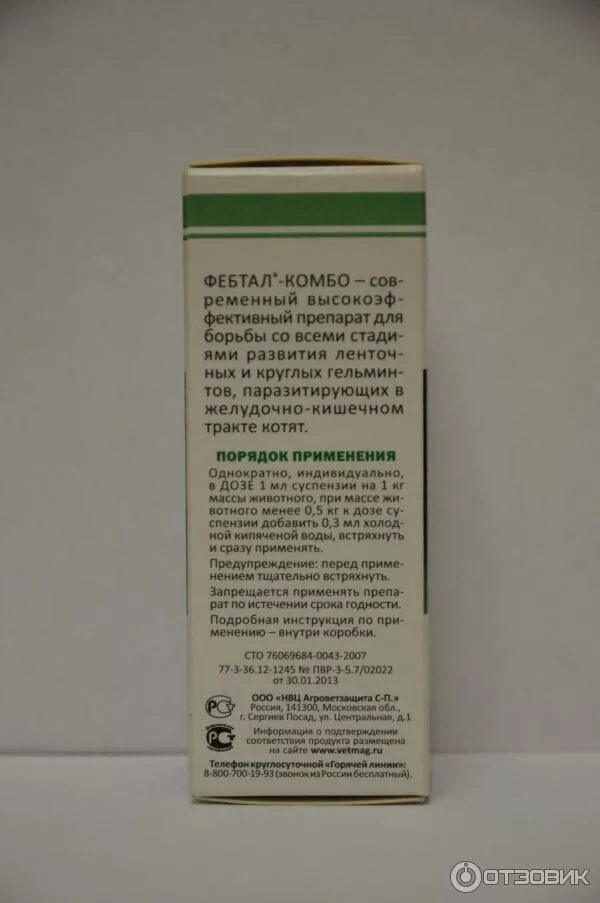 ФЕБТАЛ®-КОМБО – сов-
ременный высокоэф-
фективный препарат для
борьбы со всеми стади-
ями развития ленточ-
ных и круглых гельмин-
тов, паразитирующих в
желудочно-кишечном
тракте котят.
ПОРЯДОК ПРИМЕНЕНИЯ
Однократно, индивидуально,
в ДОЗЕ 1 мл суспензии на 1 кг
массы животного, при массе жи-
вотного менее 0,5 кг к дозе сус-
пензии добавить 0,3 мл холод-
ной кипяченой воды, встряхнуть
и сразу применять.
Предупреждение: перед приме-
нением тщательно встряхнуть.
Запрещается применять препа-
рат по истечении срока годности.
Подробная инструкция по при-
менению – внутри коробки.
СТО 76069684-0043-2007
77-3-36.12-1245 № ПВР-3-5.7/02022
от 30.01.2013
ООО «НВЦ Агроветзащита С-П.»
Россия, 141300, Московская обл.,
г. Сергиев Посад, ул. Центральная, д.1
Информация о подтверждении
соответствия продукта размещена
на сайте www.vetmag.ru
Телефон круглосуточной «Горячей линии»:
8-800-700-19-93 (звонок из России бесплатный).
ОТЗОВИК